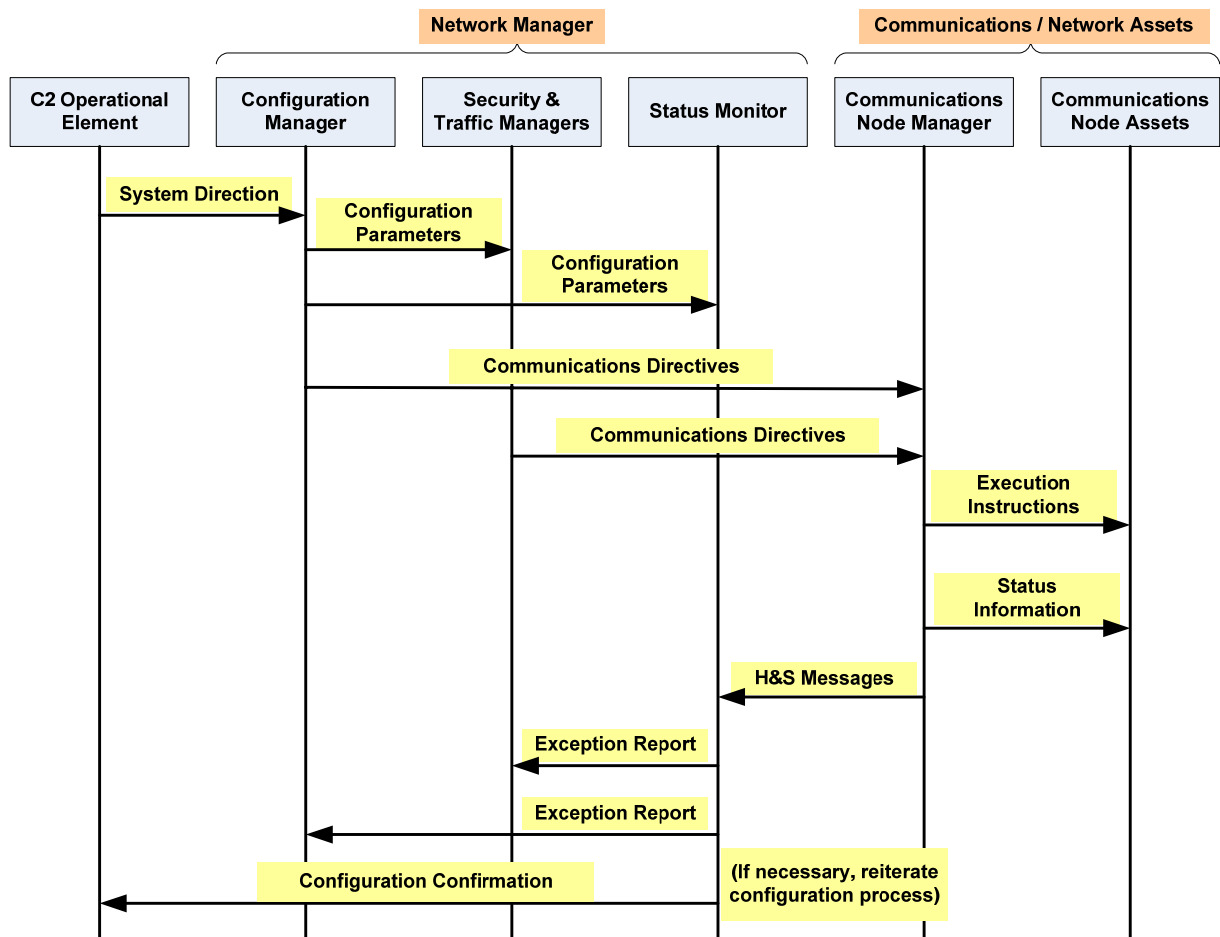 Network Manager
Communications / Network Assets
C2 Operational
Element
Configuration
Manager
Security &
Traffic Managers
Status Monitor
Communications
Node Manager
Communications
Node Assets
System Direction
Configuration
Parameters
Configuration
Parameters
Communications Directives
Communications Directives
Execution
Instructions
Status
Information
H&S Messages
Exception Report
Exception Report
Configuration Confirmation
(If necessary, reiterate
configuration process)